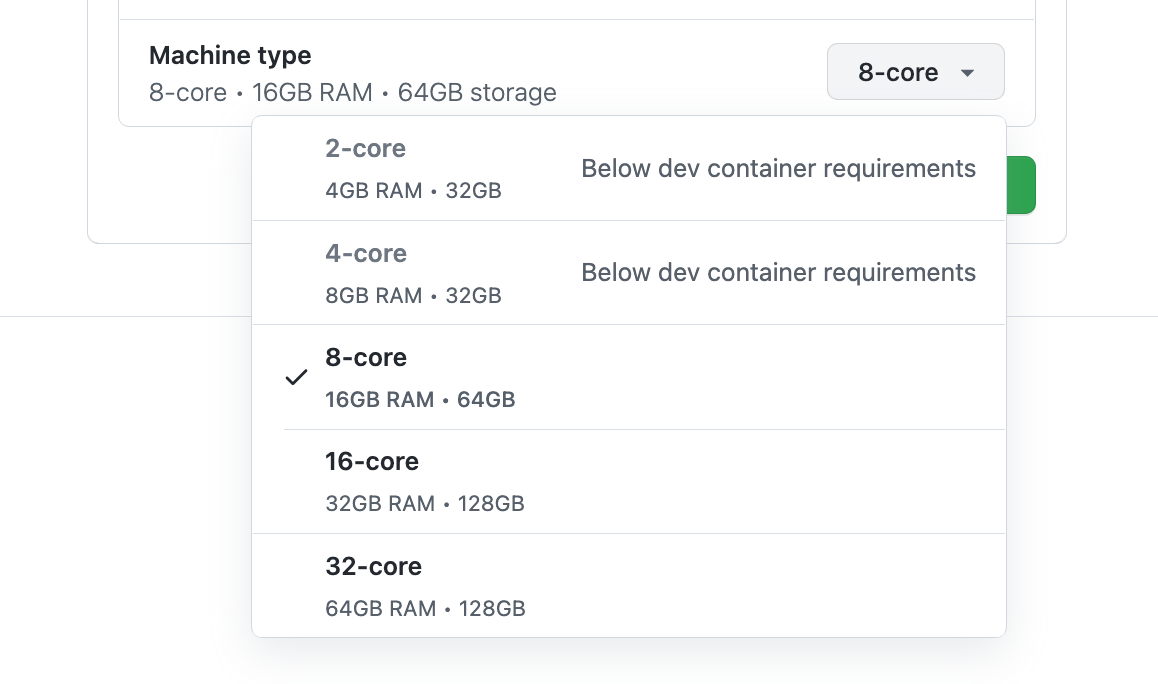 Machine type
8-core • 16GB RAM • 64GB storage
8-core
2-core
4GB RAM • 32GB
Below dev container requirements
4-core
8GB RAM • 32GB
Below dev container requirements
8-core
16GB RAM • 64GB
16-core
32GB RAM • 128GB
32-core
64GB RAM • 128GB